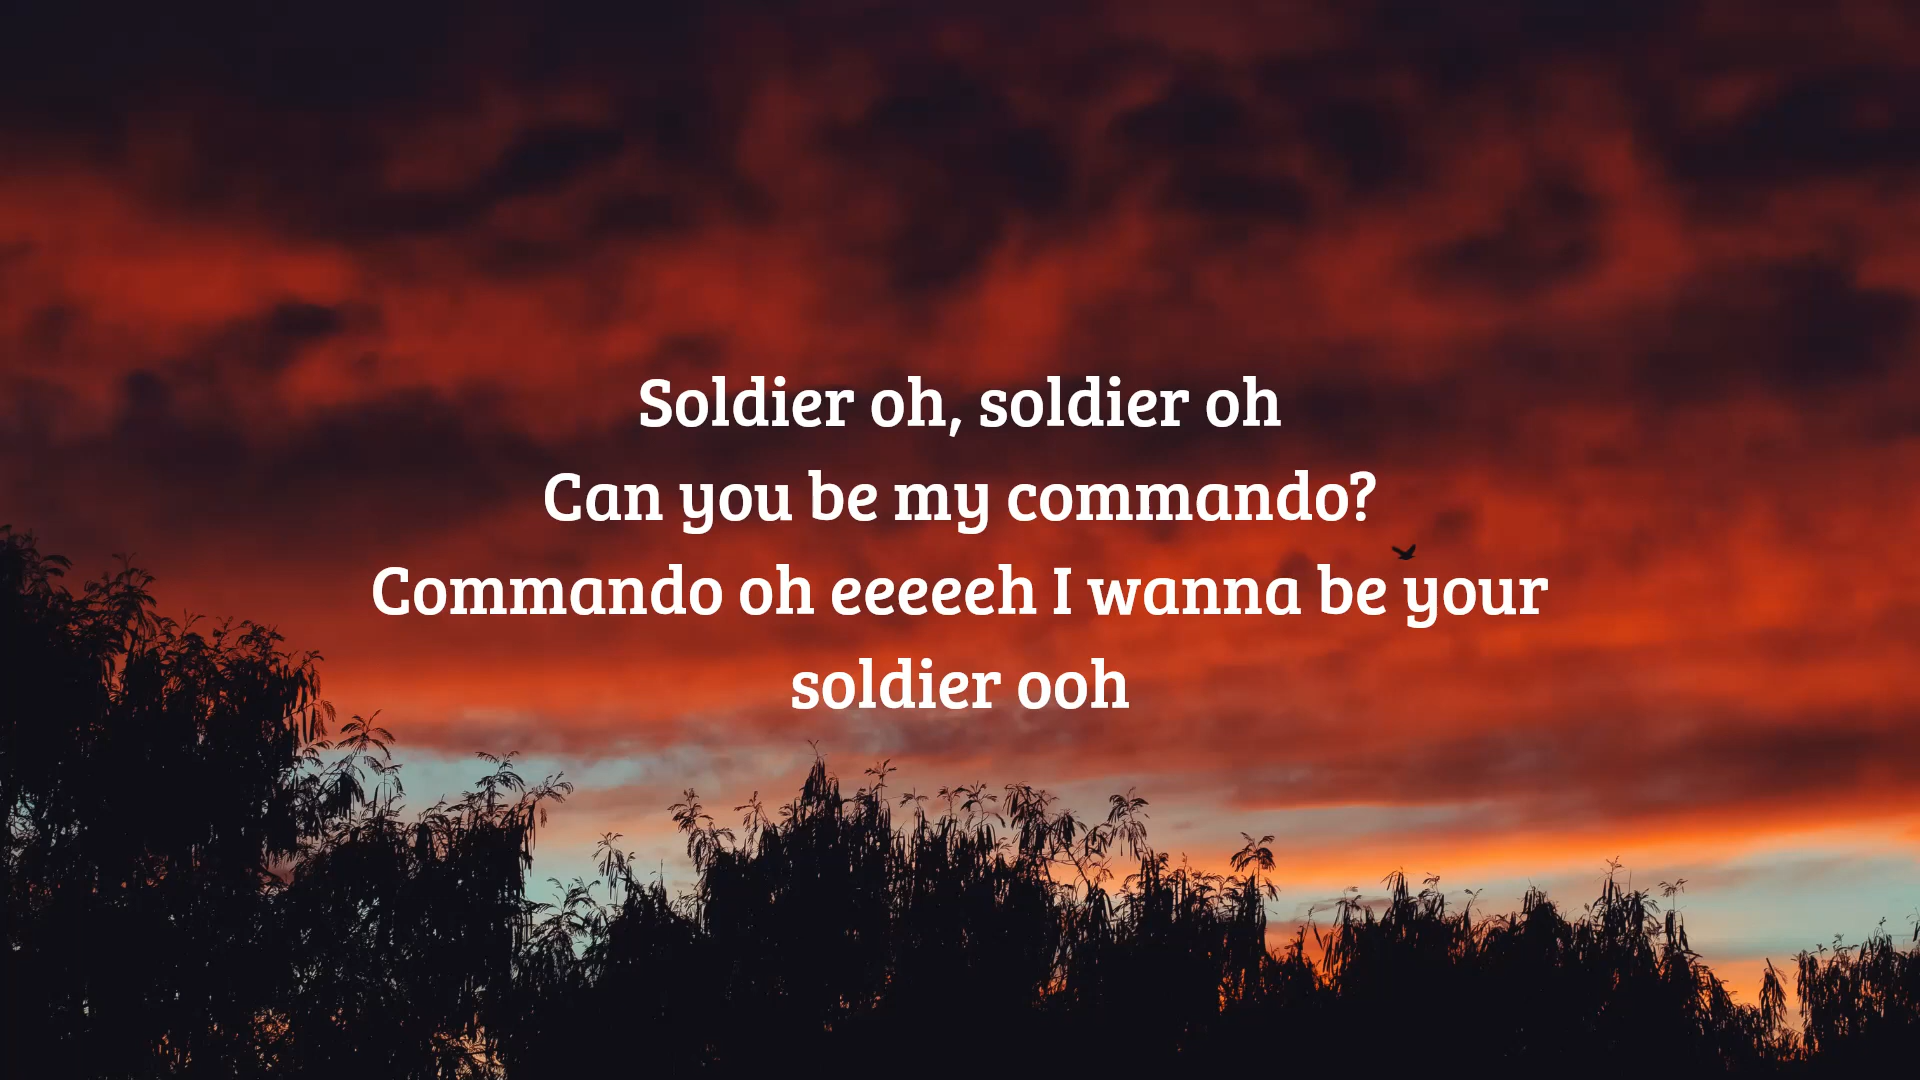 Soldier oh, soldier oh
Can you be my commando?
Commando oh eeeeeh I wanna be your
soldier ooh